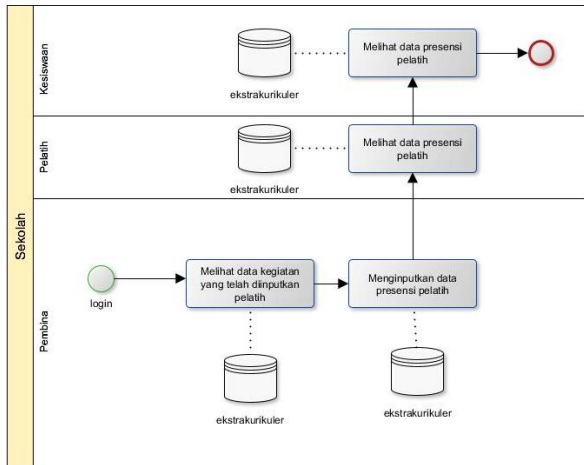 Sekolah
Kesiswaan
ekstrakurikuler
Melihat data presensi
pelatih
Pelatih
ekstrakurikuler
Melihat data presensi
pelatih
Pembina
login
Melihat data kegiatan
yang telah diinputkan
pelatih
Menginputkan data
presensi pelatih
ekstrakurikuler
ekstrakurikuler